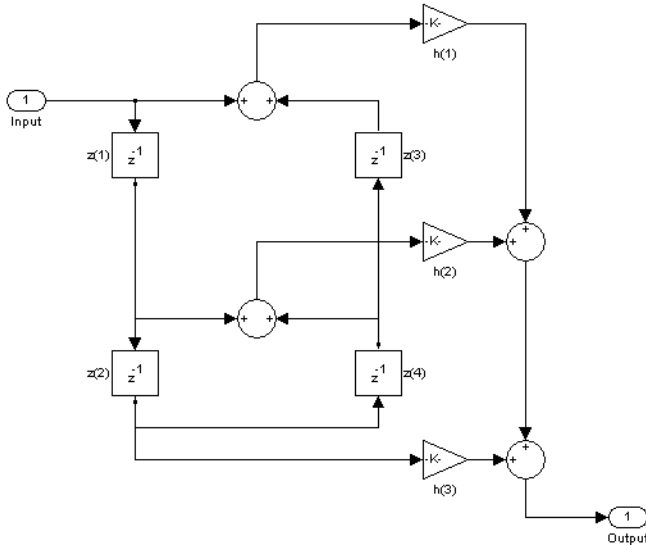 -K-
h(1)
1
Input
+ +
z(1)
z-1
z-1
z(3)
+
+
-K-
h(2)
+ +
z(2)
z-1
z-1
z(4)
+
+
-K-
h(3)
1
Output